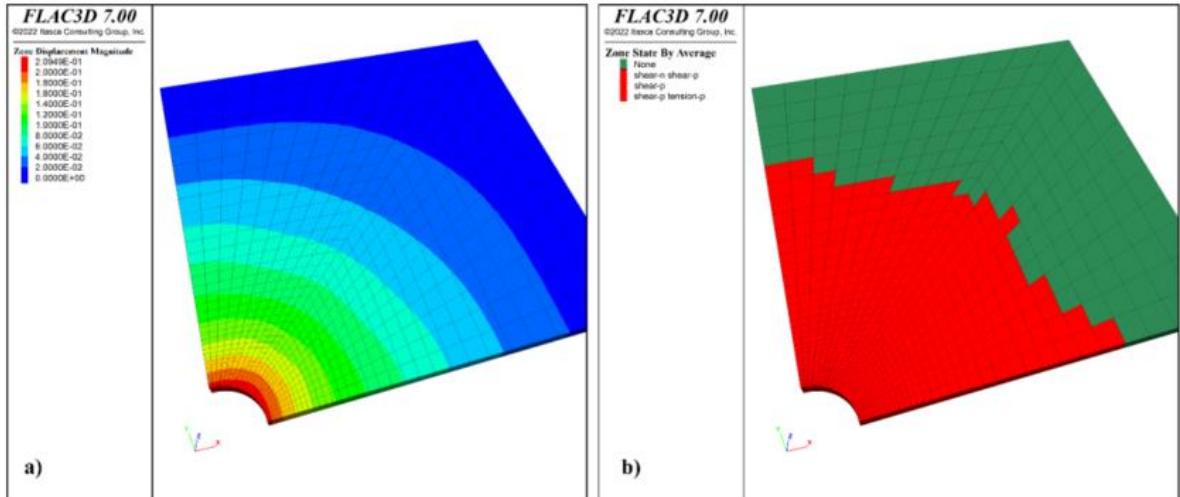 FLAC3D 7.00
©2022 Itasca Consulting Group, Inc.
Zone Displacement Magnitude
2.0949E-01
2.0000E-01
1.8000E-01
1.6000E-01
1.4000E-01
1.2000E-01
1.0000E-01
8.0000E-02
6.0000E-02
4.0000E-02
2.0000E-02
0.0000E+00
Y
Z
X
a)
FLAC3D 7.00
©2022 Itasca Consulting Group, Inc.
Zone State By Average
None
shear-n shear-p
shear-p
shear-p tension-p
Y
Z
X
b)